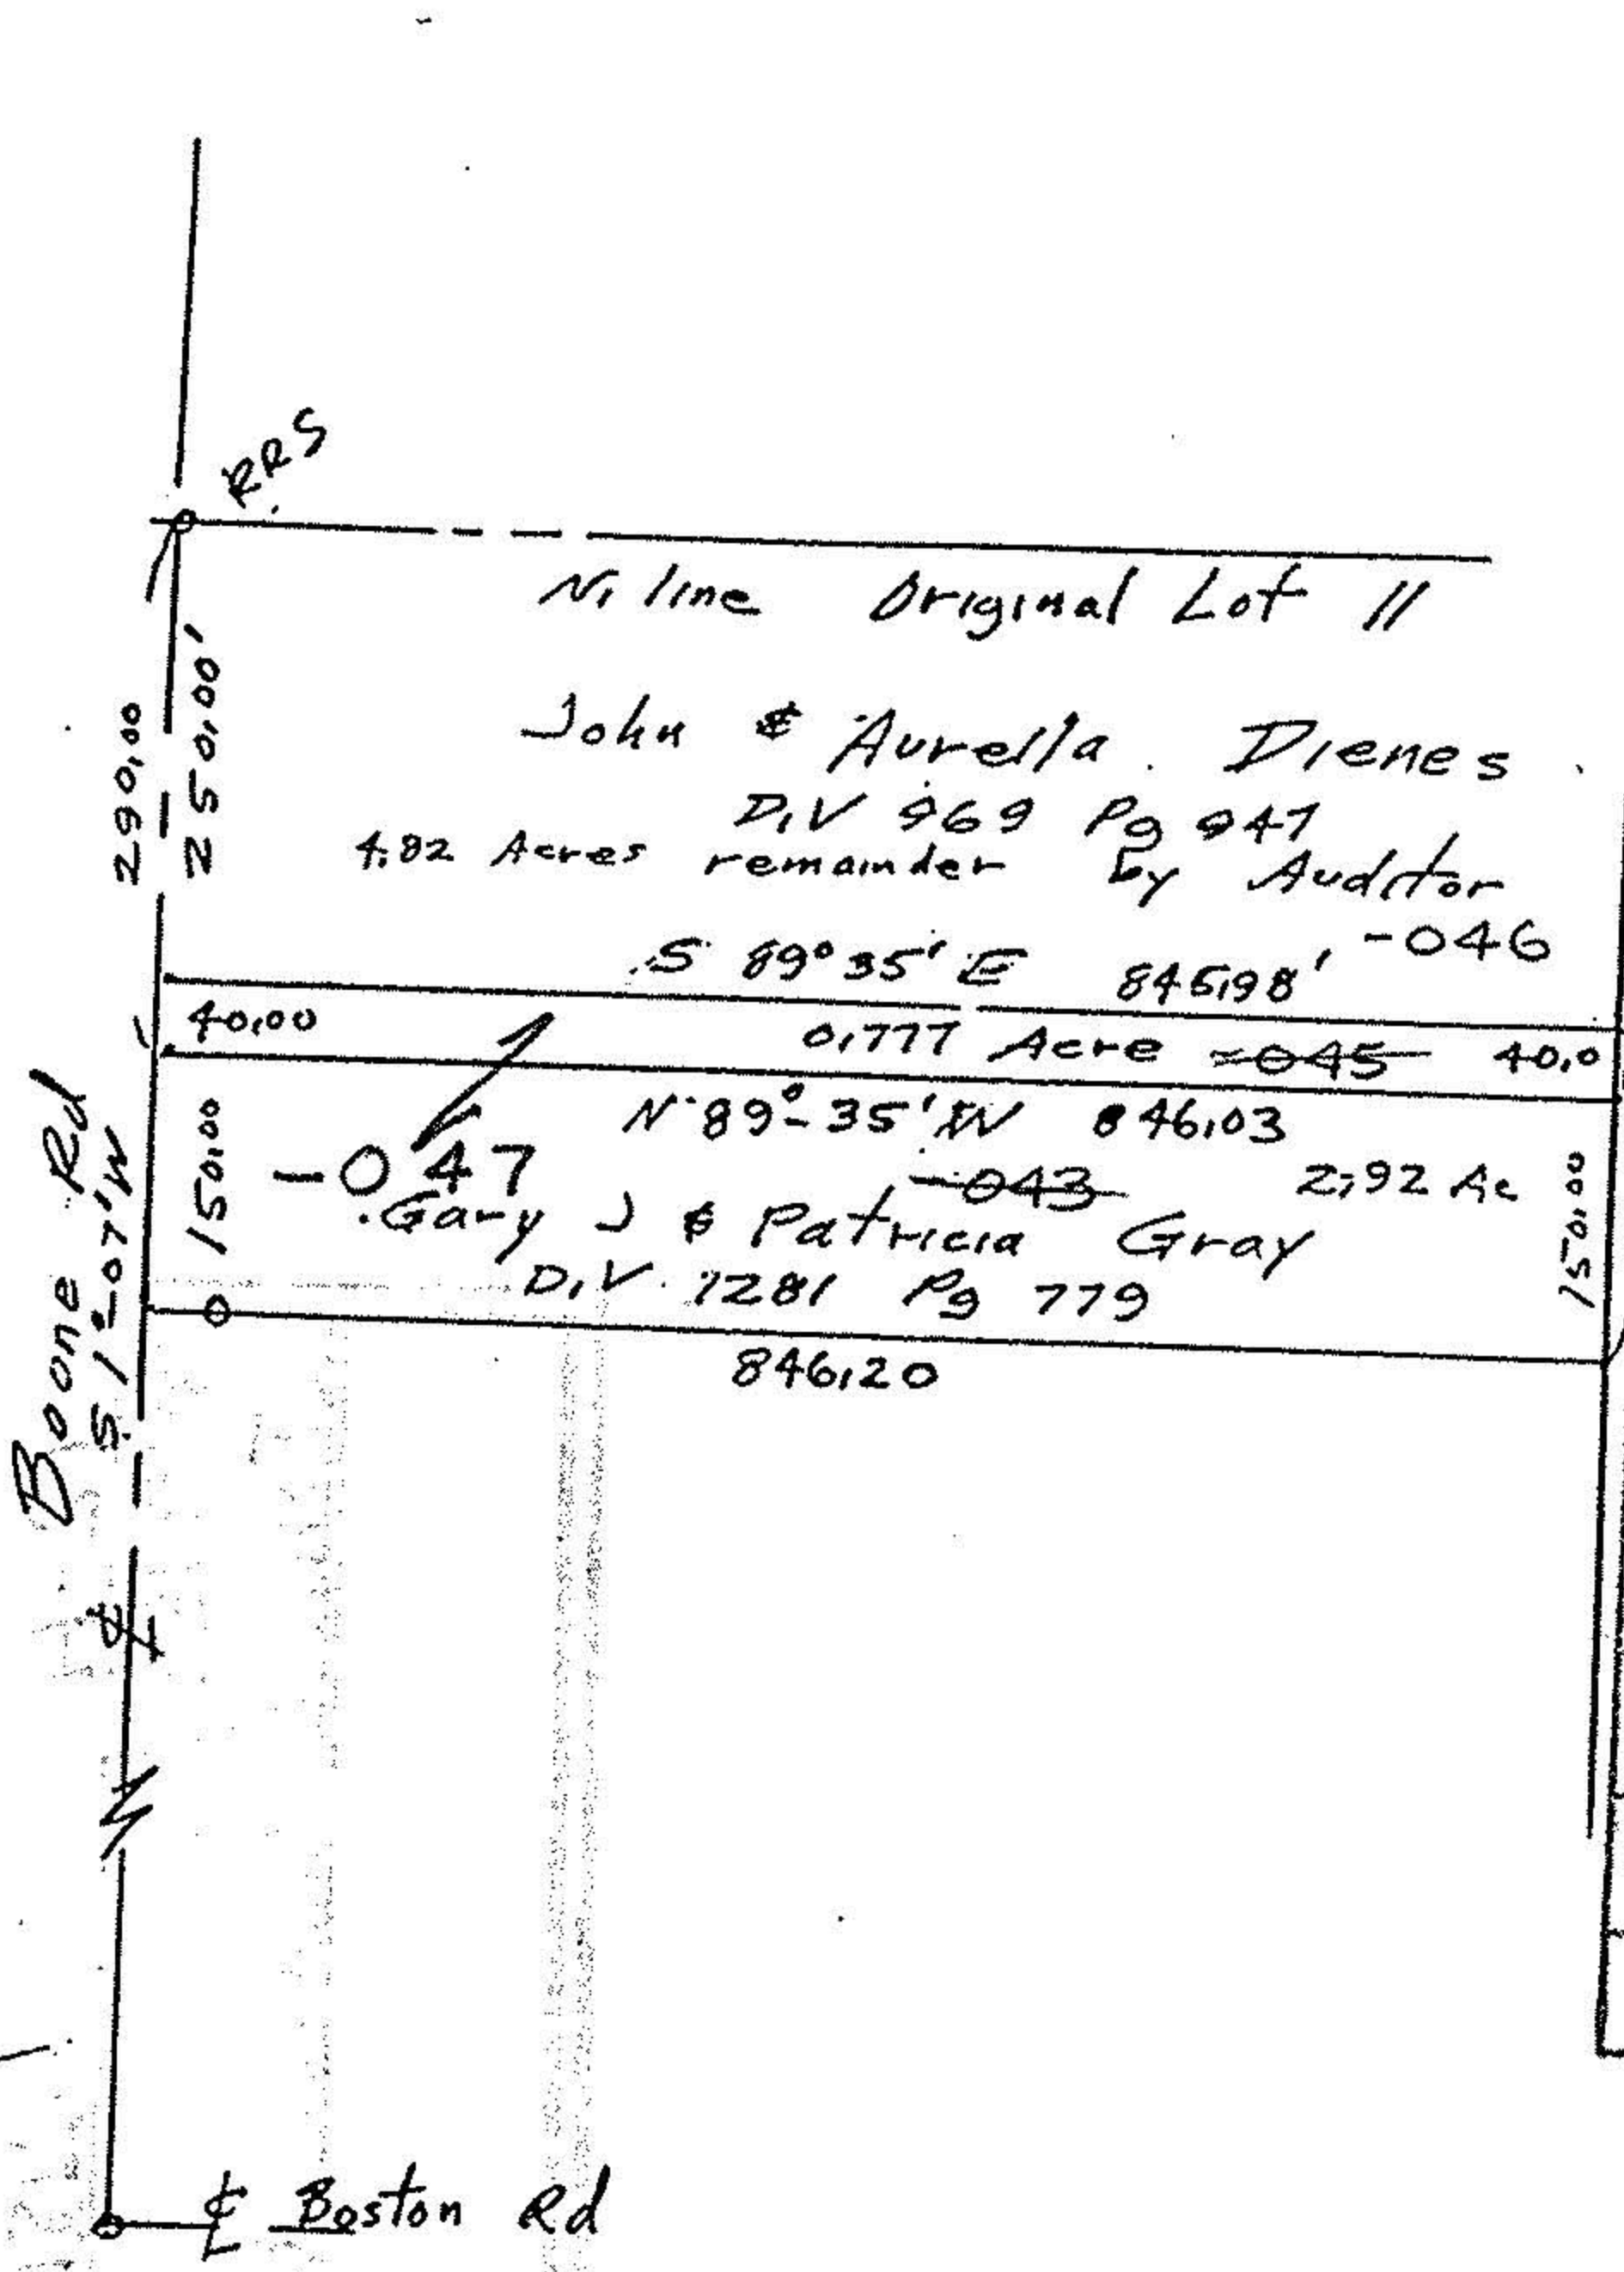 RRS
N. line Original Lot 11
290.00
250.00'
John & Aurella Dienes
D.V 969 Pg 947
4.82 Acres remainder by Auditor
-046
S 89° 35' E 845.98'
40.00
0.777 Acre -045 40.0
N 89°-35' W 846.03
-047
-043 2.92 Ac
150.00
150.00
Gary J & Patricia Gray
D.V. 1281 Pg 779
846.20
Boone Rd
S 1°-07' W
℄
℄ Boston Rd